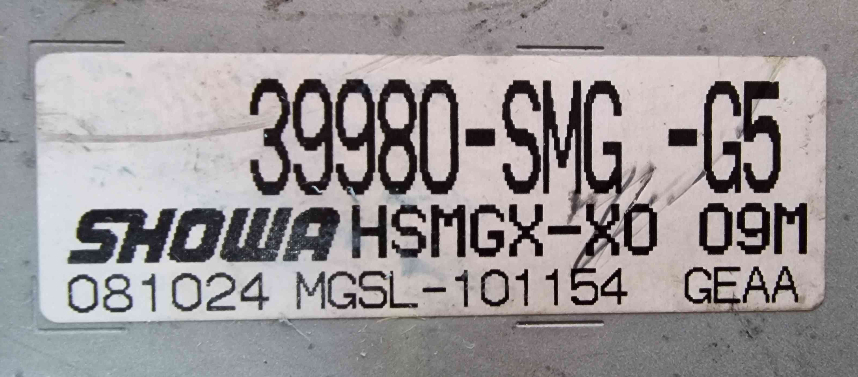 39980-SMG -G5
SHOWA HSMGX-X0 09M
081024 MGSL-101154 GEAA